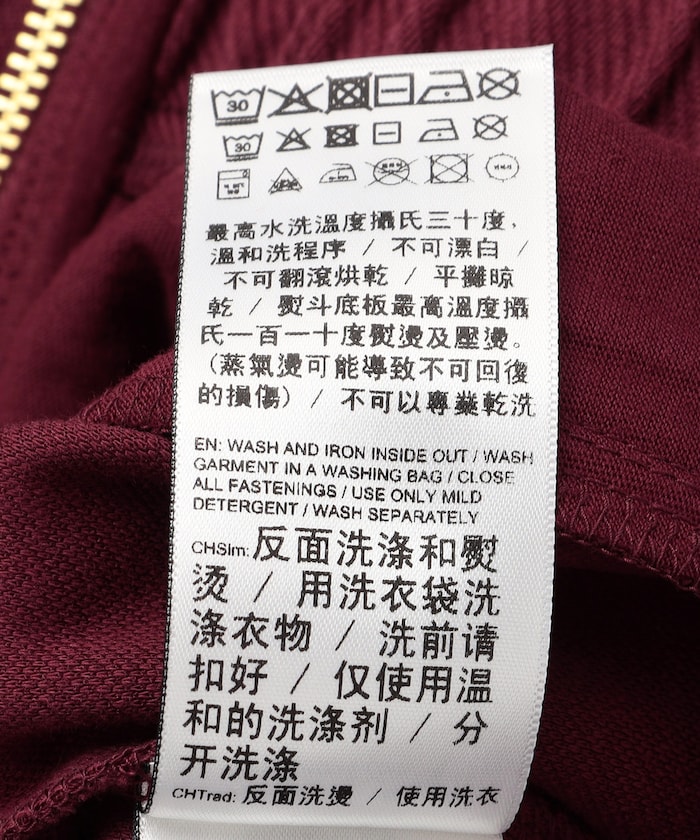 30
30
最高水洗溫度攝氏三十度,
溫和洗程序 / 不可漂白 /
不可翻滾烘乾 / 平攤晾
乾 / 熨斗底板最高溫度攝
氏一百一十度熨燙及壓燙。
(蒸氣燙可能導致不可回復
的損傷) / 不可以專業乾洗
EN: WASH AND IRON INSIDE OUT / WASH
GARMENT IN A WASHING BAG / CLOSE
ALL FASTENINGS / USE ONLY MILD
DETERGENT / WASH SEPARATELY
CHSim: 反面洗涤和熨
烫 / 用洗衣袋洗
涤衣物 / 洗前请
扣好 / 仅使用温
和的洗涤剂 / 分
开洗涤
CHTrad: 反面洗燙 / 使用洗衣